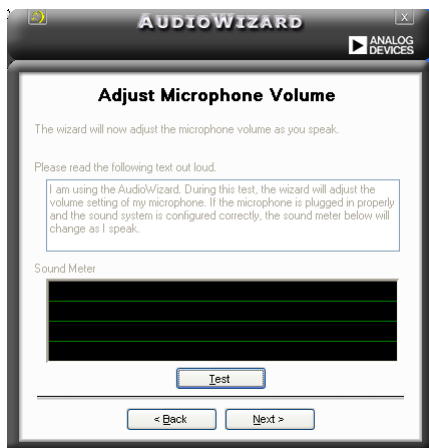 AUDIOWIZARD
X
ANALOG
DEVICES
Adjust Microphone Volume
The wizard will now adjust the microphone volume as you speak.
Please read the following text out loud.
I am using the AudioWizard. During this test, the wizard will adjust the
volume setting of my microphone. If the microphone is plugged in properly
and the sound system is configured correctly, the sound meter below will
change as I speak.
Sound Meter
Test
< Back
Next >